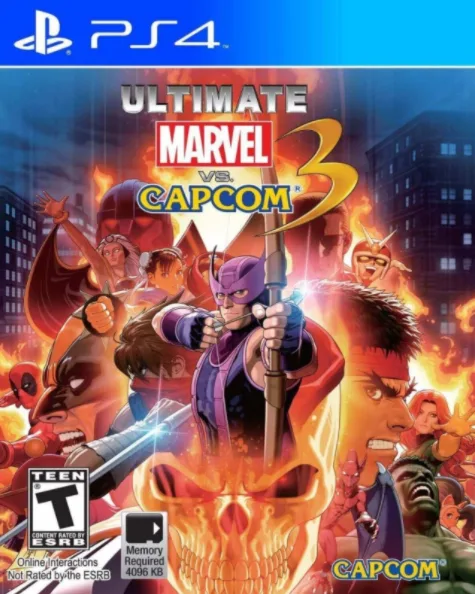 PS4
ULTIMATE
MARVEL
VS.
CAPCOM® 3
TEEN
T
®
CONTENT RATED BY
ESRB
Online Interactions
Not Rated by the ESRB
Memory
Required
4096 KB
CAPCOM®